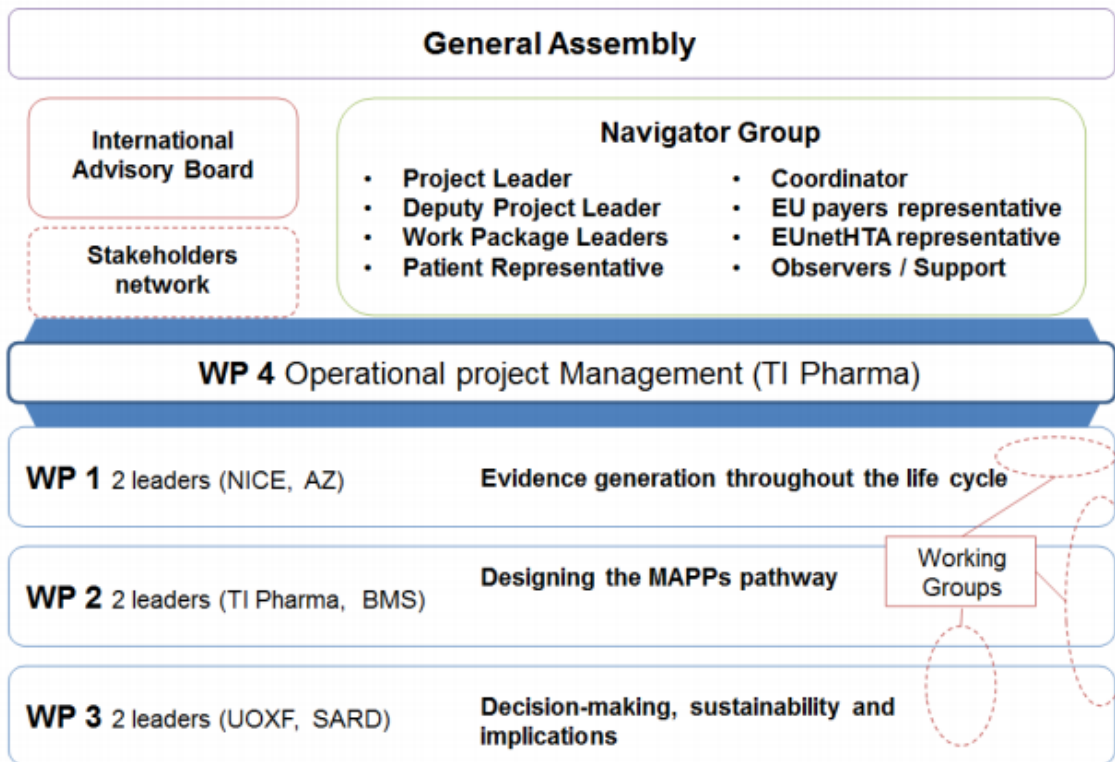 General Assembly
International
Advisory Board
Stakeholders
network
Navigator Group
• Project Leader
• Deputy Project Leader
• Work Package Leaders
• Patient Representative
• Coordinator
• EU payers representative
• EUnetHTA representative
• Observers / Support
WP 4 Operational project Management (TI Pharma)
WP 1 2 leaders (NICE, AZ)
Evidence generation throughout the life cycle
WP 2 2 leaders (TI Pharma, BMS)
Designing the MAPPs pathway
Working
Groups
WP 3 2 leaders (UOXF, SARD)
Decision-making, sustainability and
implications